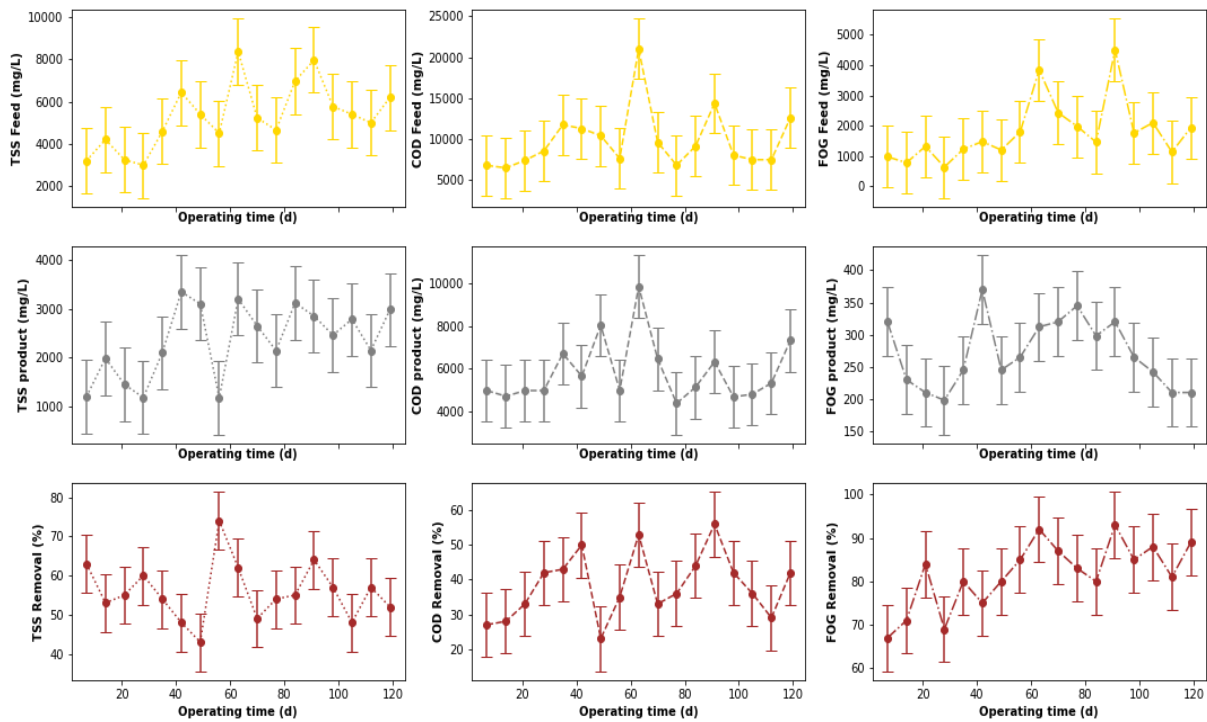 TSS Feed (mg/L)
10000
8000
6000
4000
2000
Operating time (d)
COD Feed (mg/L)
25000
20000
15000
10000
5000
Operating time (d)
FOG Feed (mg/L)
5000
4000
3000
2000
1000
0
Operating time (d)
TSS product (mg/L)
4000
3000
2000
1000
Operating time (d)
COD product (mg/L)
10000
8000
6000
4000
Operating time (d)
FOG product (mg/L)
400
350
300
250
200
150
Operating time (d)
TSS Removal (%)
80
70
60
50
40
20 40 60 80 100 120
Operating time (d)
COD Removal (%)
60
50
40
30
20
20 40 60 80 100 120
Operating time (d)
FOG Removal (%)
100
90
80
70
60
20 40 60 80 100 120
Operating time (d)